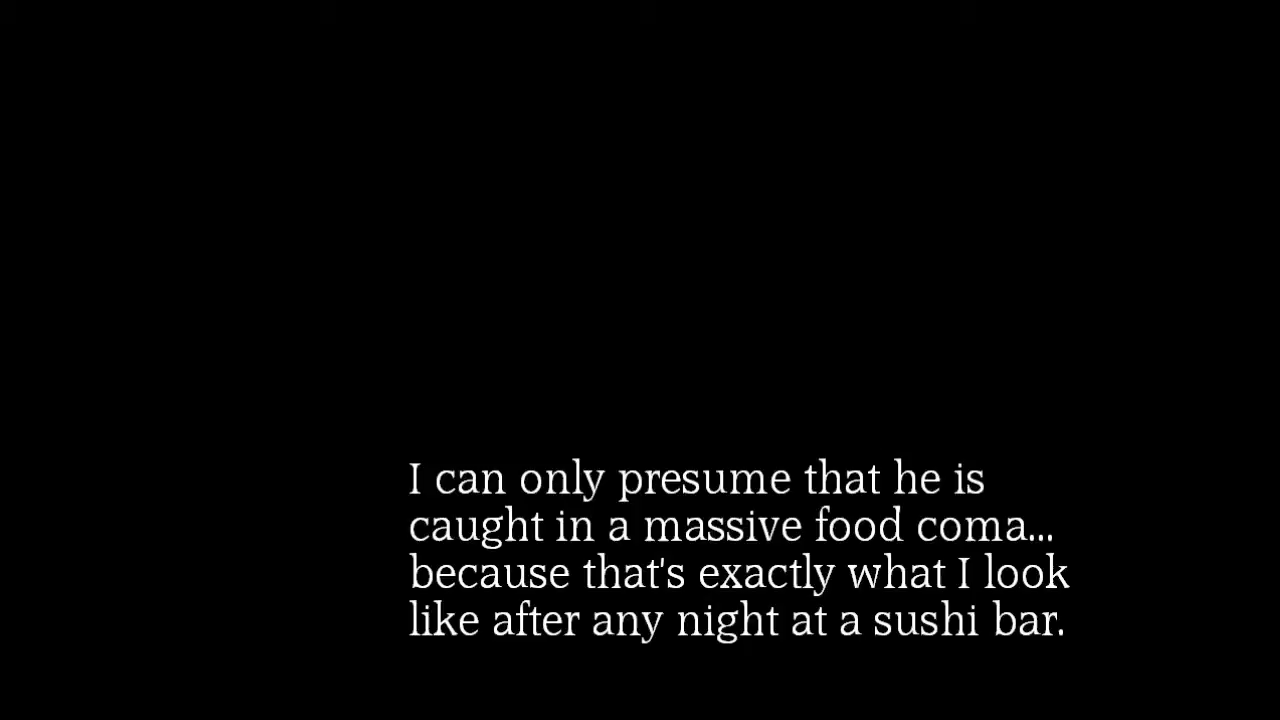 I can only presume that he is
caught in a massive food coma...
because that's exactly what I look
like after any night at a sushi bar.